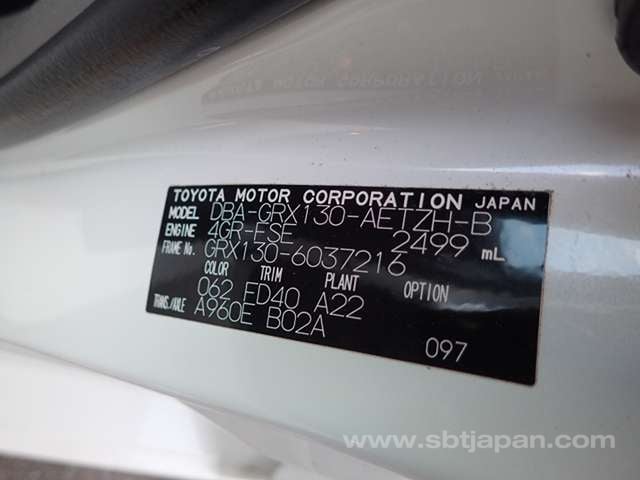 TOYOTA MOTOR CORPORATION JAPAN
MODEL DBA-GRX130-AETZH-B
ENGINE 4GR-FSE 2499 mL
FRAME No. GRX130-6037216
COLOR TRIM PLANT OPTION
062 FD40 A22
TRANS./AXLE A960E B02A
097
www.sbtjapan.com